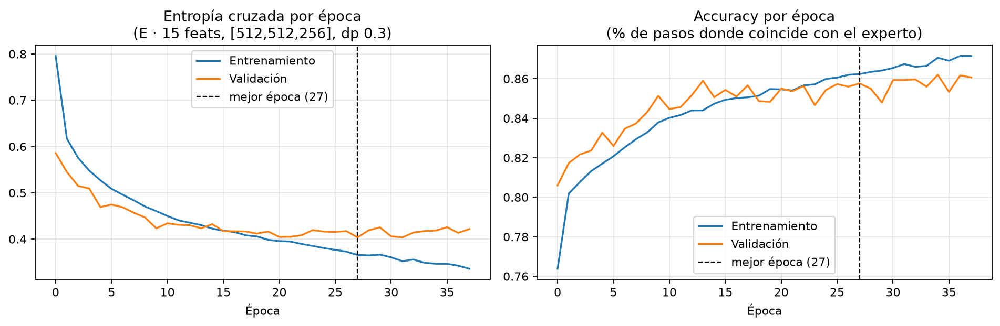 Entropía cruzada por época
(E · 15 feats, [512,512,256], dp 0.3)
0.8
0.7
0.6
0.5
0.4
Entrenamiento
Validación
mejor época (27)
0 5 10 15 20 25 30 35
Época
Accuracy por época
(% de pasos donde coincide con el experto)
0.86
0.84
0.82
0.80
0.78
0.76
Entrenamiento
Validación
mejor época (27)
0 5 10 15 20 25 30 35
Época